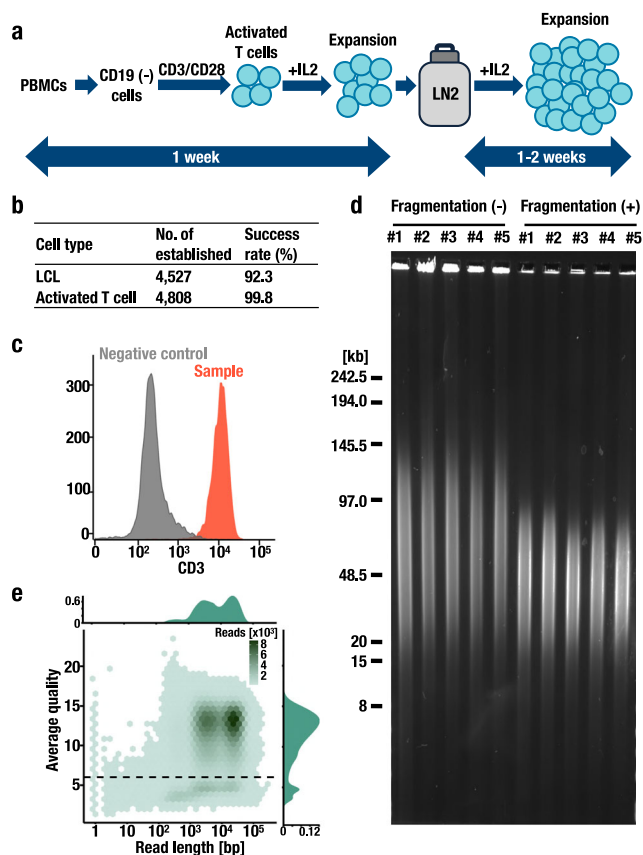 a
PBMCs
CD19 (-)
cells
CD3/CD28
Activated
T cells
+IL2
Expansion
LN2
+IL2
Expansion
1 week
1-2 weeks
b
Cell type
No. of
established
Success
rate (%)
LCL 4,527 92.3
Activated T cell 4,808 99.8
c
Negative control
Sample
300
200
100
0
0 10² 10³ 10⁴ 10⁵
CD3
d
Fragmentation (-) Fragmentation (+)
#1 #2 #3 #4 #5 #1 #2 #3 #4 #5
[kb]
242.5
194.0
145.5
97.0
48.5
20
15
8
e
0.6
0
Reads [x10³]
8
6
4
2
Average quality
20
15
10
5
1 10 10² 10³ 10⁴ 10⁵
Read length [bp]
0 0.12